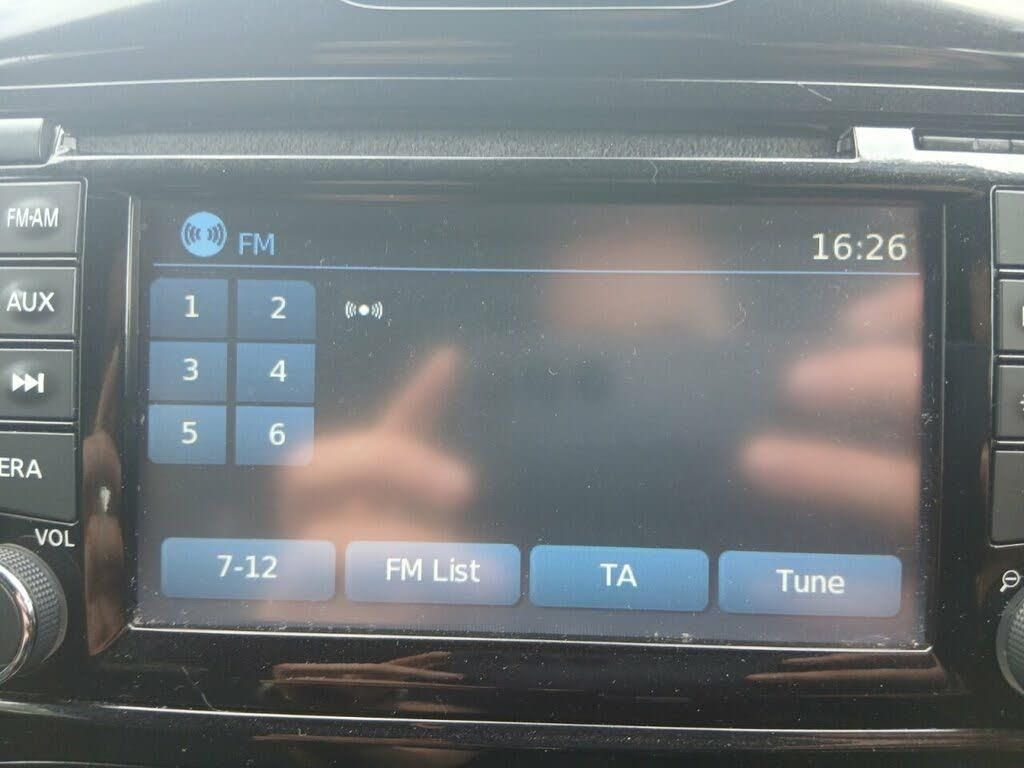 FM·AM
AUX
ERA
VOL
FM
16:26
1 2
3 4
5 6
7-12 FM List TA Tune